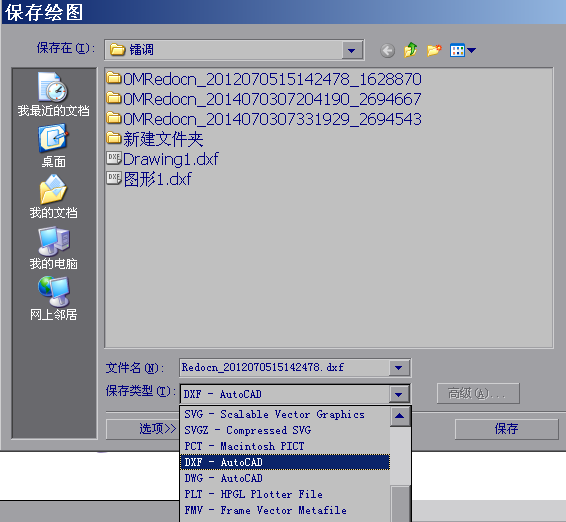 保存绘图
保存在(I):
镭调
0MRedocn_2012070515142478_1628870
0MRedocn_2014070307204190_2694667
0MRedocn_2014070307331929_2694543
新建文件夹
DXF Drawing1.dxf
DXF 图形1.dxf
我最近的文档
桌面
我的文档
我的电脑
网上邻居
文件名(N):
Redocn_2012070515142478.dxf
保存类型(T):
DXF - AutoCAD
高级(A)...
选项>>
保存
SVG - Scalable Vector Graphics
SVGZ - Compressed SVG
PCT - Macintosh PICT
DXF - AutoCAD
DWG - AutoCAD
PLT - HPGL Plotter File
FMV - Frame Vector Metafile